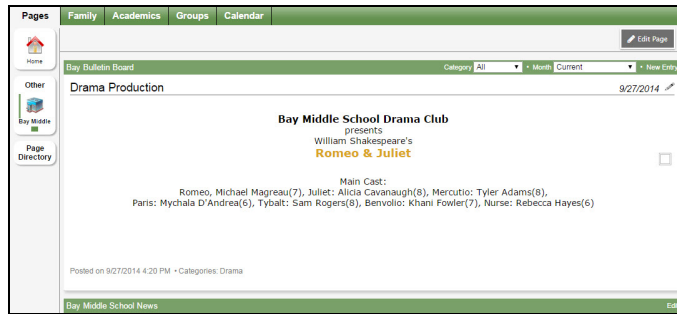 Pages Family Academics Groups Calendar
Edit Page
Home
Bay Bulletin Board Category All • Month Current • New Entry
Other
Drama Production 9/27/2014
Bay Middle
Bay Middle School Drama Club
presents
William Shakespeare's
Romeo & Juliet
Page
Directory
Main Cast:
Romeo, Michael Magreau(7), Juliet: Alicia Cavanaugh(8), Mercutio: Tyler Adams(8),
Paris: Mychala D'Andrea(6), Tybalt: Sam Rogers(8), Benvolio: Khani Fowler(7), Nurse: Rebecca Hayes(6)
Posted on 9/27/2014 4:20 PM • Categories: Drama
Bay Middle School News Edit